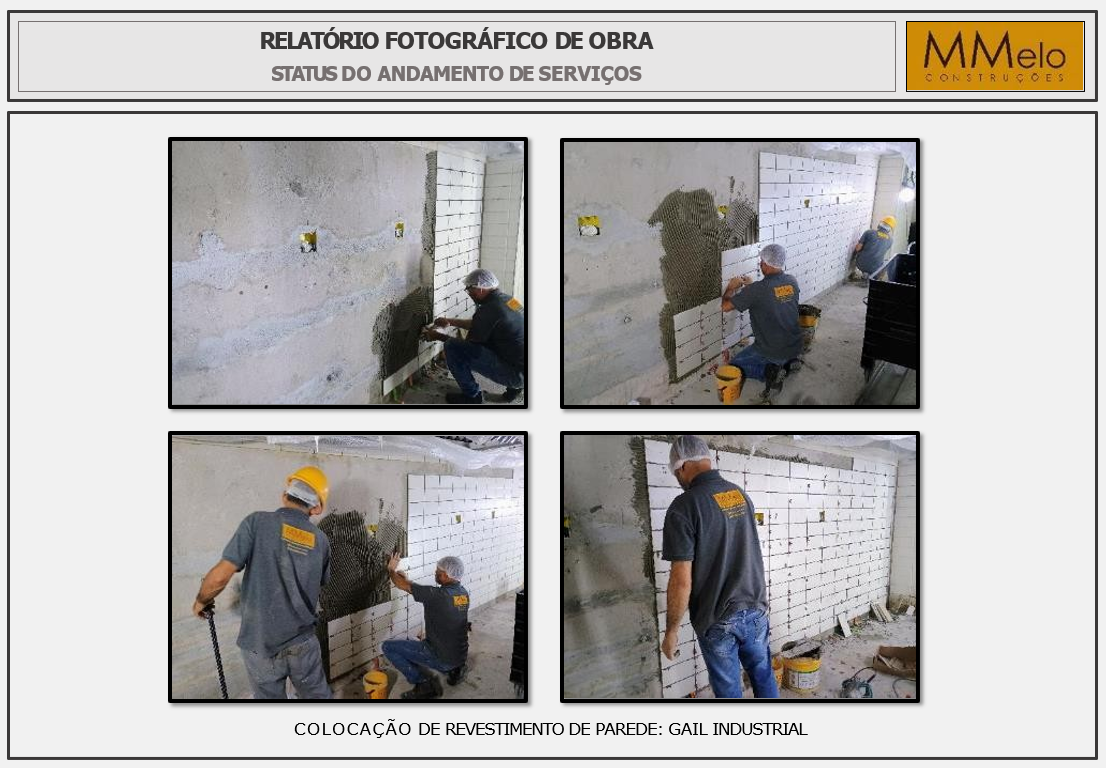 RELATÓRIO FOTOGRÁFICO DE OBRA
STATUS DO ANDAMENTO DE SERVIÇOS
MMelo
CONSTRUÇÕES
COLOCAÇÃO DE REVESTIMENTO DE PAREDE: GAIL INDUSTRIAL